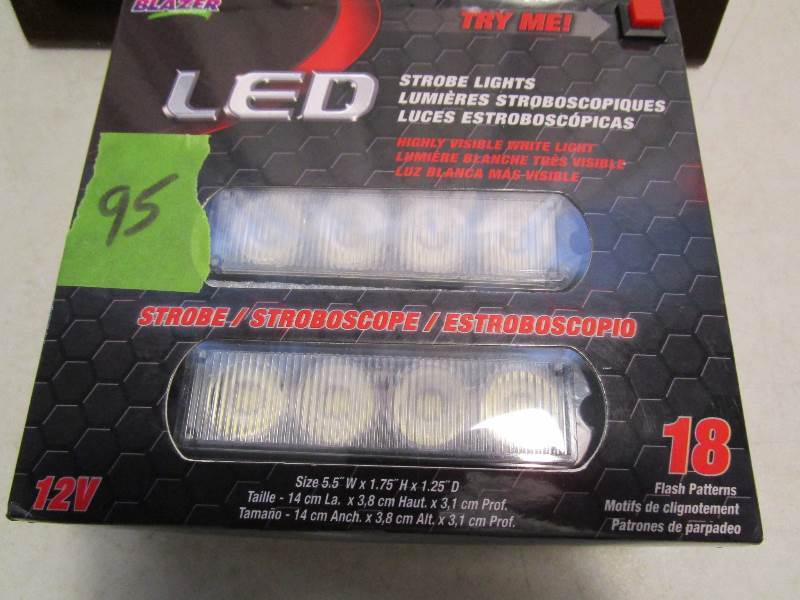 BLAZER
TRY ME!
LED
STROBE LIGHTS
LUMIÈRES STROBOSCOPIQUES
LUCES ESTROBOSCÓPICAS
HIGHLY VISIBLE WHITE LIGHT
LUMIÈRE BLANCHE TRÈS VISIBLE
LUZ BLANCA MÁS VISIBLE
95
STROBE / STROBOSCOPE / ESTROBOSCOPIO
18
Flash Patterns
Motifs de clignotement
Patrones de parpadeo
12V
Size 5.5˝ W x 1.75˝ H x 1.25˝ D
Taille - 14 cm La. x 3,8 cm Haut. x 3,1 cm Prof.
Tamaño - 14 cm Anch. x 3,8 cm Alt. x 3,1 cm Prof.